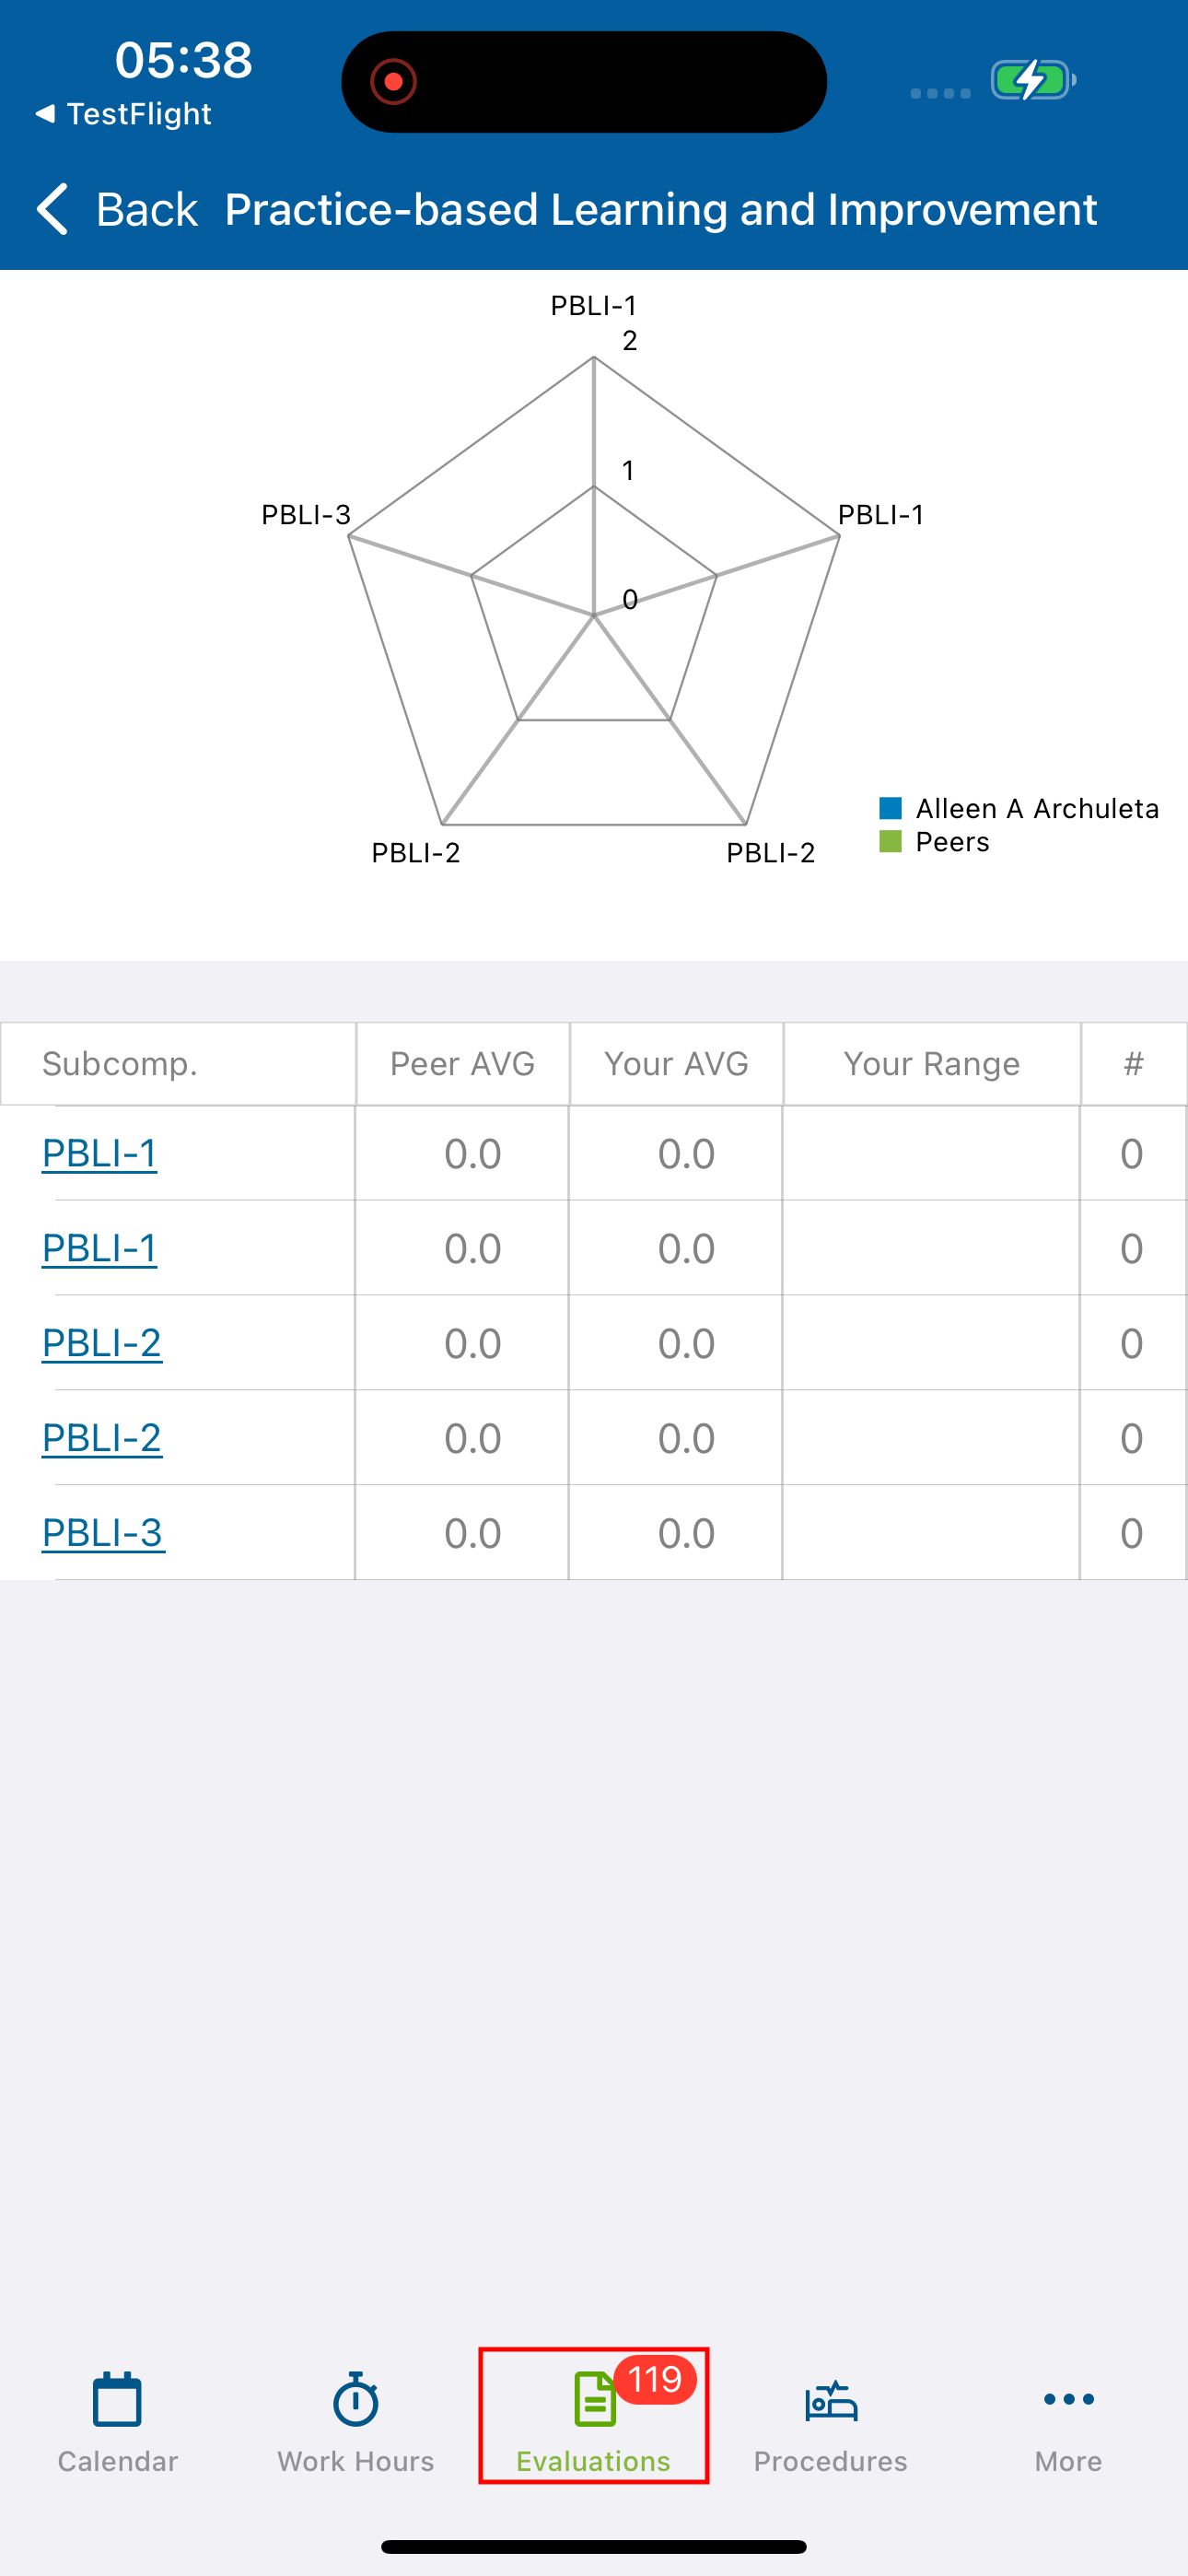 05:38
◀ TestFlight
Back Practice-based Learning and Improvement
PBLI-1
2
1
PBLI-3
PBLI-1
0
Alleen A Archuleta
Peers
PBLI-2
PBLI-2
Subcomp. Peer AVG Your AVG Your Range #
PBLI-1 0.0 0.0 0
PBLI-1 0.0 0.0 0
PBLI-2 0.0 0.0 0
PBLI-2 0.0 0.0 0
PBLI-3 0.0 0.0 0
119
Calendar Work Hours Evaluations Procedures More